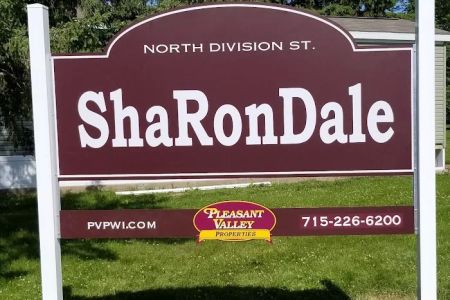 NORTH DIVISION ST.
ShaRonDale
PVPWI.COM
PLEASANT
VALLEY
PROPERTIES
715-226-6200